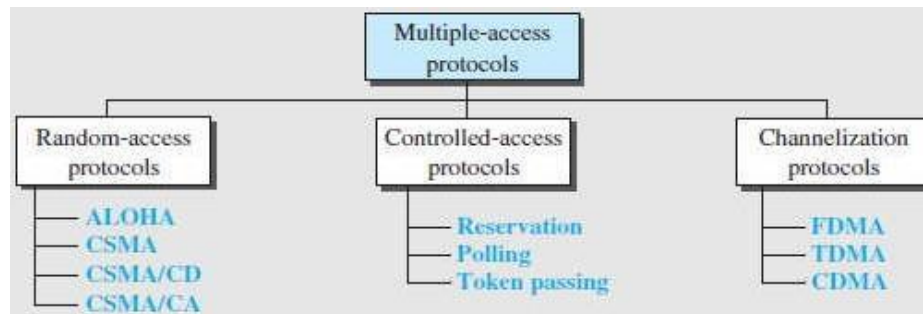 Multiple-access
protocols
Random-access
protocols
Controlled-access
protocols
Channelization
protocols
ALOHA
CSMA
CSMA/CD
CSMA/CA
Reservation
Polling
Token passing
FDMA
TDMA
CDMA